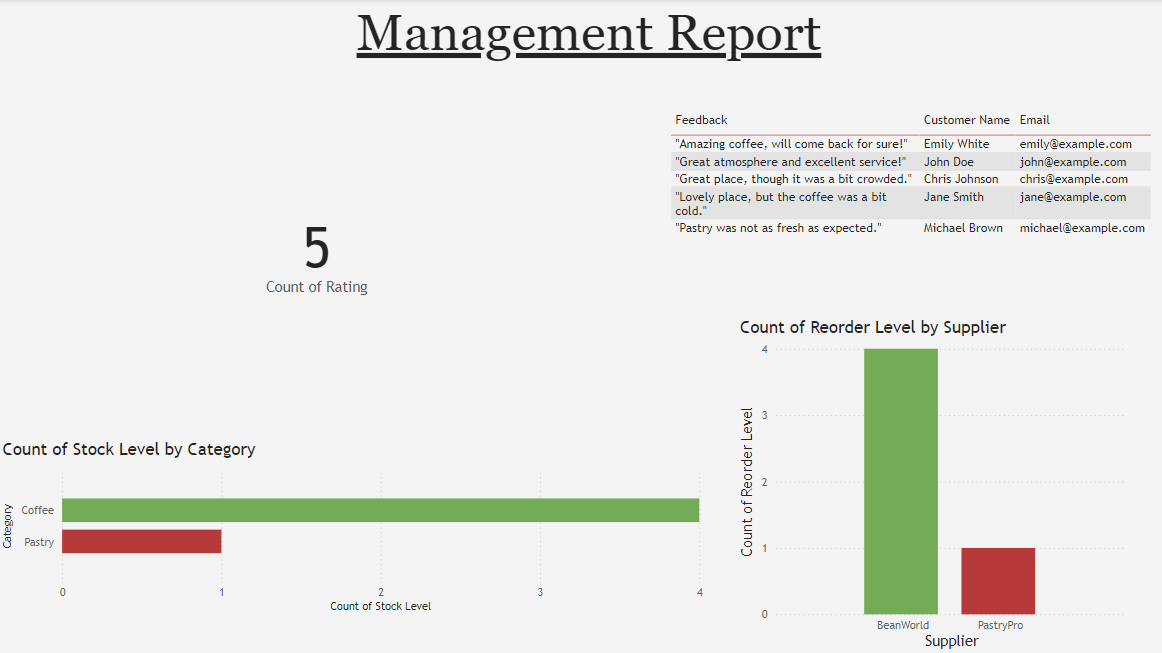 Management Report
Feedback Customer Name Email
"Amazing coffee, will come back for sure!" Emily White emily@example.com
"Great atmosphere and excellent service!" John Doe john@example.com
"Great place, though it was a bit crowded." Chris Johnson chris@example.com
"Lovely place, but the coffee was a bit Jane Smith jane@example.com
cold."
"Pastry was not as fresh as expected." Michael Brown michael@example.com
5
Count of Rating
Count of Stock Level by Category
Category
Coffee
Pastry
0 1 2 3 4
Count of Stock Level
Count of Reorder Level by Supplier
Count of Reorder Level
4
3
2
1
0
BeanWorld PastryPro
Supplier